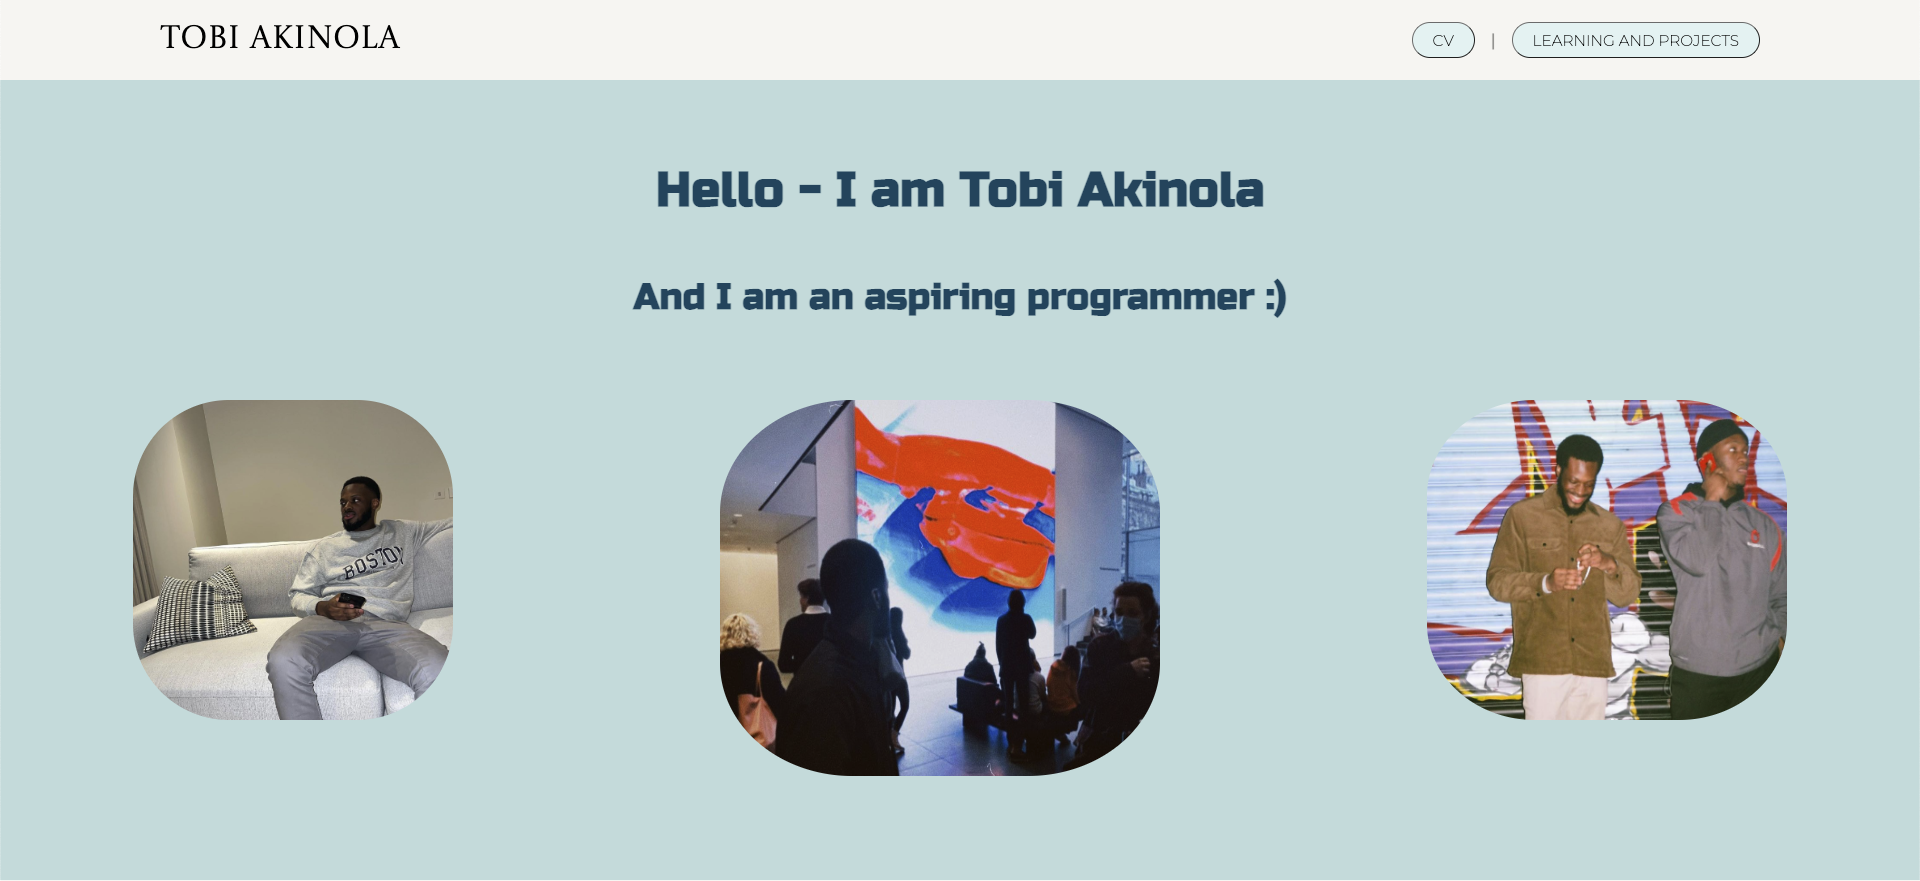 TOBI AKINOLA
CV | LEARNING AND PROJECTS
Hello - I am Tobi Akinola
And I am an aspiring programmer :)
BOSTON